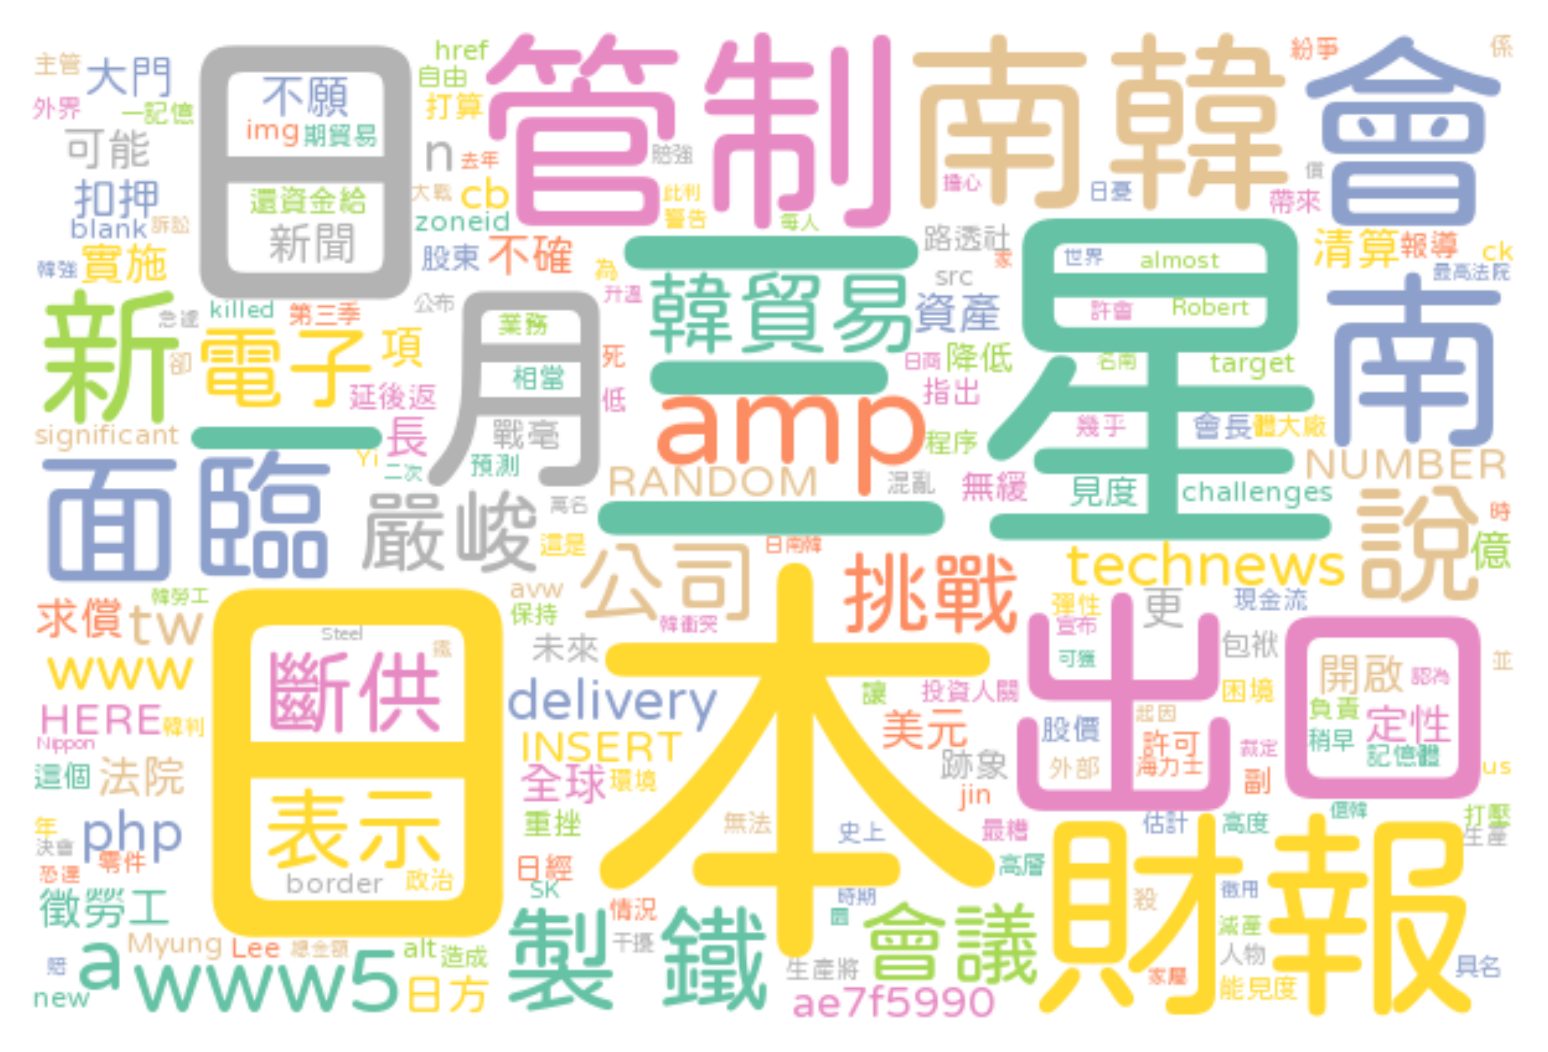 主管
大門
外界
一記憶
可能
扣押
blank
訴訟
韓強
實施
日
不願
img
期貿易
還資金給
新聞
href
自由
打算
n
去年
大戰
cb
zoneid
管制
賠強
此利
警告
每人
南韓
擔心
日憂
紛爭
會
係
償
帶來
清算
報導
ck
最高法院
新
急遽
killed
第三季
卻
電子
項
延後返
significant
一
長
Yi
二次
公布
股東
不確
為
升溫
月
業務
相當
戰毫
預測
死
低
三星
韓貿易
amp
路透社
家
src
資產
日商
降低
指出
程序
世界
almost
許會
Robert
名南
target
幾乎
會長
體大廠
見度
challenges
南
NUMBER
面臨
嚴峻
萬名
這是
RANDOM
混亂
無緩
時
說
億
求償
tw
韓勞工
www
HERE
韓判
Nippon
這個
法院
年
決會
恐達
php
零件
徵勞工
賠
new
a
日本
Steel
斷供
鐵
表示
border
政治
avw
保持
公司
日南韓
韓衝突
挑戰
technews
未來
delivery
INSERT
全球
環境
重挫
日經
SK
讓
投資人關
美元
跡象
jin
無法
史上
最糟
高層
時期
彈性
更
現金流
宣布
可獲
出口
包袱
困境
股價
起因
許可
外部
海力士
裁定
副
開啟
認為
負責
定性
稍早
記憶體
並
us
打壓
生產
估計
高度
償韓
財報
殺
徵用
減產
人物
家屬
能見度
具名
Myung
Lee
總金額
alt
造成
www5
日方
製鐵
情況
干擾
會議
生產將
ae7f5990